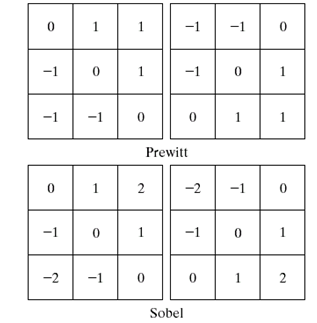 0 1 1 −1 −1 0
−1 0 1 −1 0 1
−1 −1 0 0 1 1
Prewitt
0 1 2 −2 −1 0
−1 0 1 −1 0 1
−2 −1 0 0 1 2
Sobel